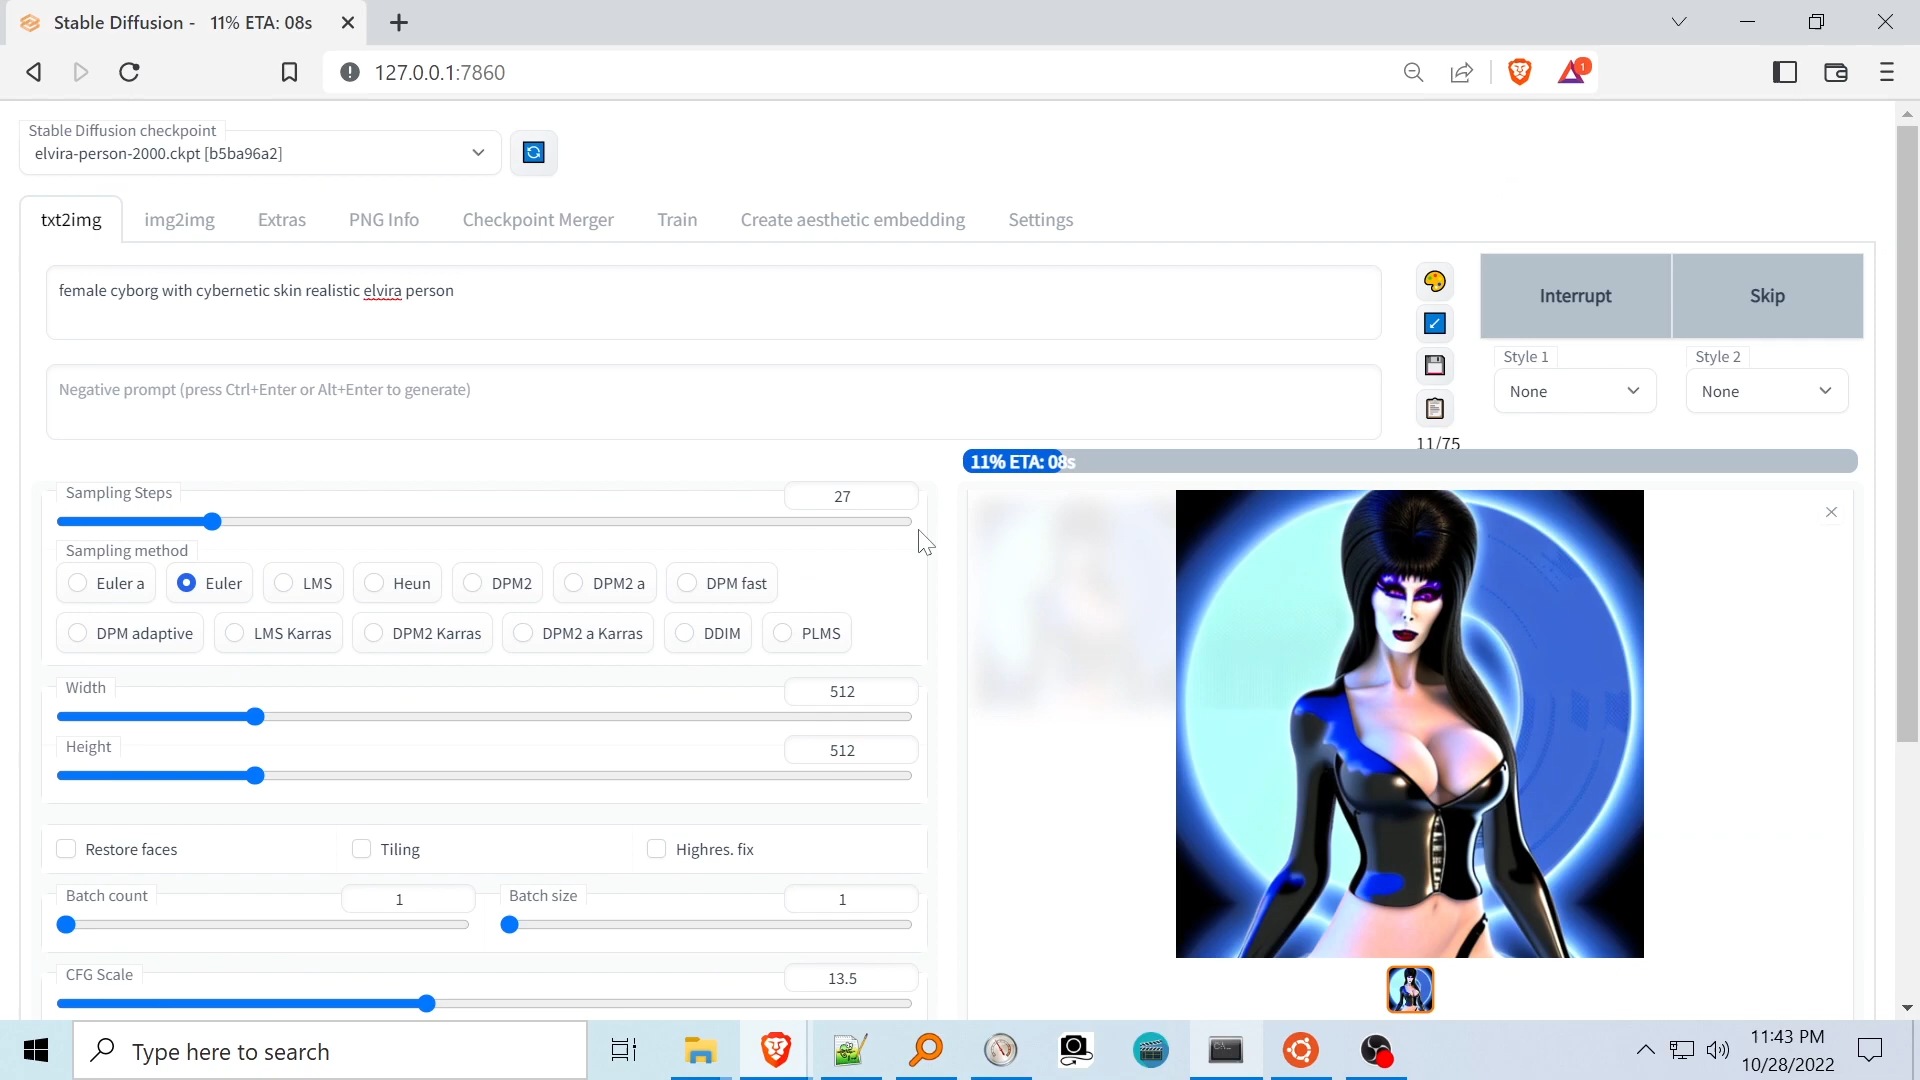 Stable Diffusion - 11% ETA: 08s
127.0.0.1:7860
1
Stable Diffusion checkpoint
elvira-person-2000.ckpt [b5ba96a2]
txt2img img2img Extras PNG Info Checkpoint Merger Train Create aesthetic embedding Settings
female cyborg with cybernetic skin realistic elvira person
Interrupt Skip
Style 1 Style 2
None None
Negative prompt (press Ctrl+Enter or Alt+Enter to generate)
11/75
11% ETA: 08s
Sampling Steps 27
Sampling method
Euler a Euler LMS Heun DPM2 DPM2 a DPM fast
DPM adaptive LMS Karras DPM2 Karras DPM2 a Karras DDIM PLMS
Width 512
Height 512
Restore faces Tiling Highres. fix
Batch count 1 Batch size 1
CFG Scale 13.5
Type here to search
11:43 PM
10/28/2022